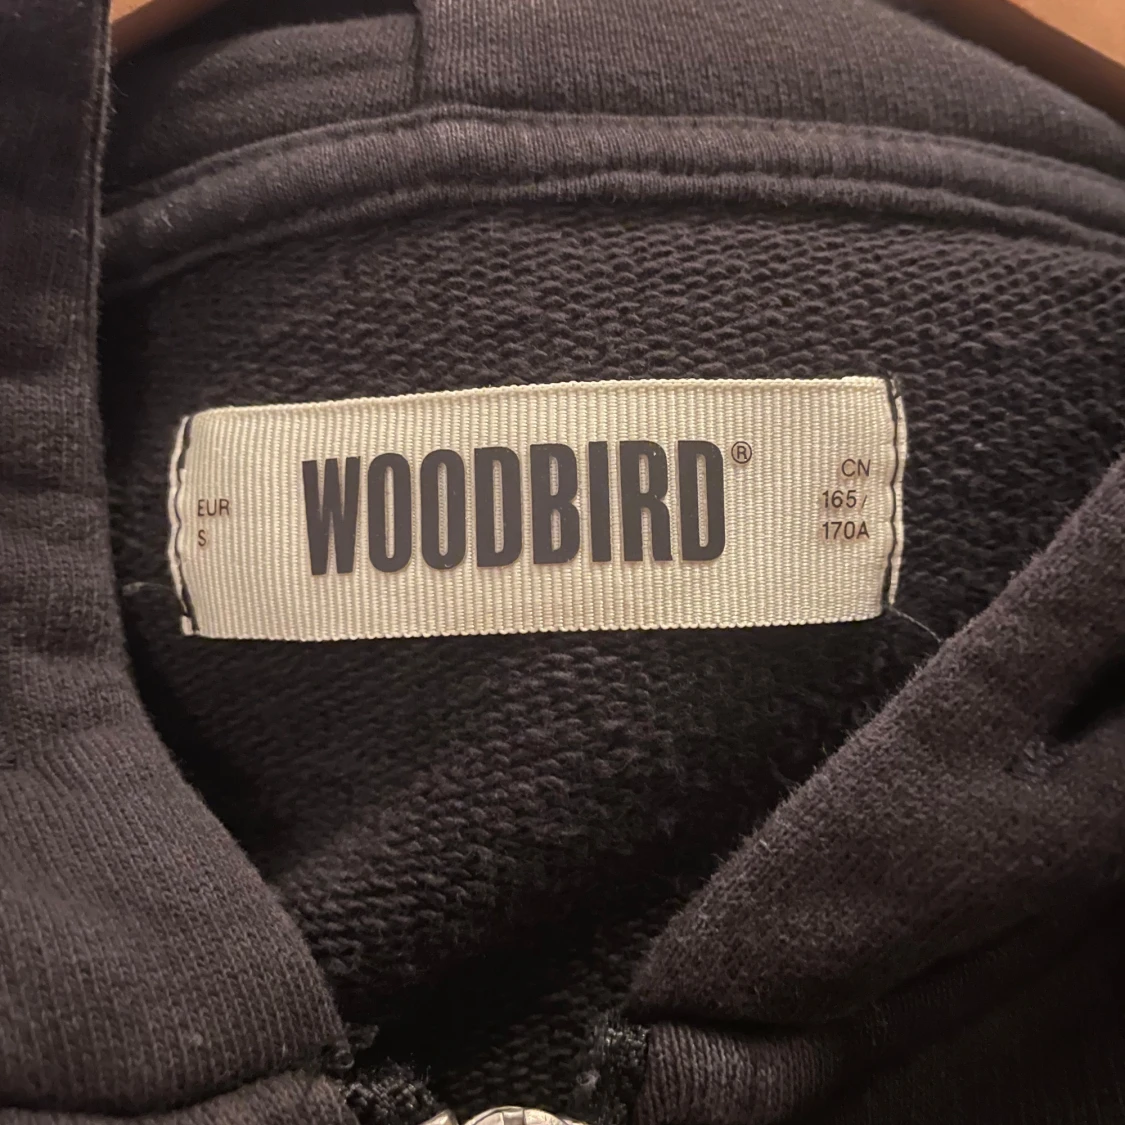 EUR
S
WOODBIRD®
CN
165/
170A